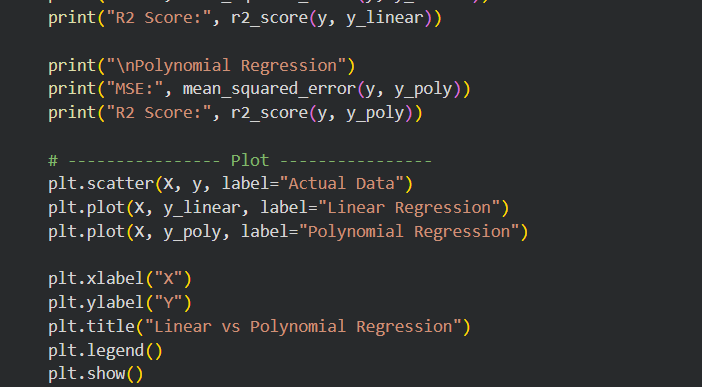 print("R2 Score:", r2_score(y, y_linear))
print("\nPolynomial Regression")
print("MSE:", mean_squared_error(y, y_poly))
print("R2 Score:", r2_score(y, y_poly))
# ---------------- Plot ----------------
plt.scatter(X, y, label="Actual Data")
plt.plot(X, y_linear, label="Linear Regression")
plt.plot(X, y_poly, label="Polynomial Regression")
plt.xlabel("X")
plt.ylabel("Y")
plt.title("Linear vs Polynomial Regression")
plt.legend()
plt.show()